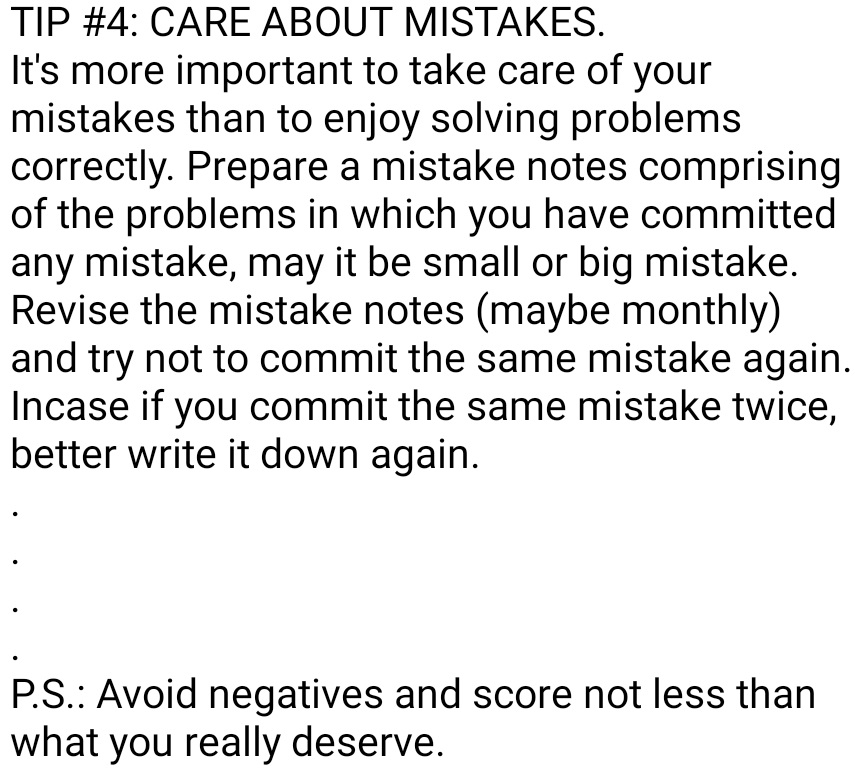 TIP #4: CARE ABOUT MISTAKES.
It's more important to take care of your
mistakes than to enjoy solving problems
correctly. Prepare a mistake notes comprising
of the problems in which you have committed
any mistake, may it be small or big mistake.
Revise the mistake notes (maybe monthly)
and try not to commit the same mistake again.
Incase if you commit the same mistake twice,
better write it down again.
.
.
.
.
P.S.: Avoid negatives and score not less than
what you really deserve.